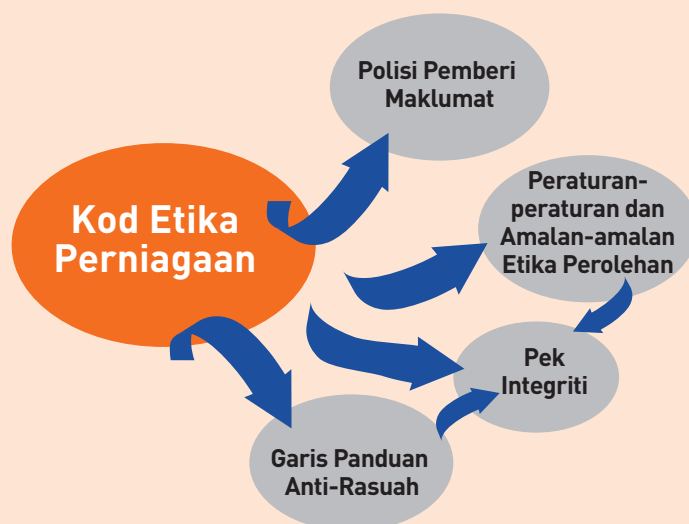 Polisi Pemberi
Maklumat
Kod Etika
Perniagaan
Peraturan-
peraturan dan
Amalan-amalan
Etika Perolehan
Pek
Integriti
Garis Panduan
Anti-Rasuah